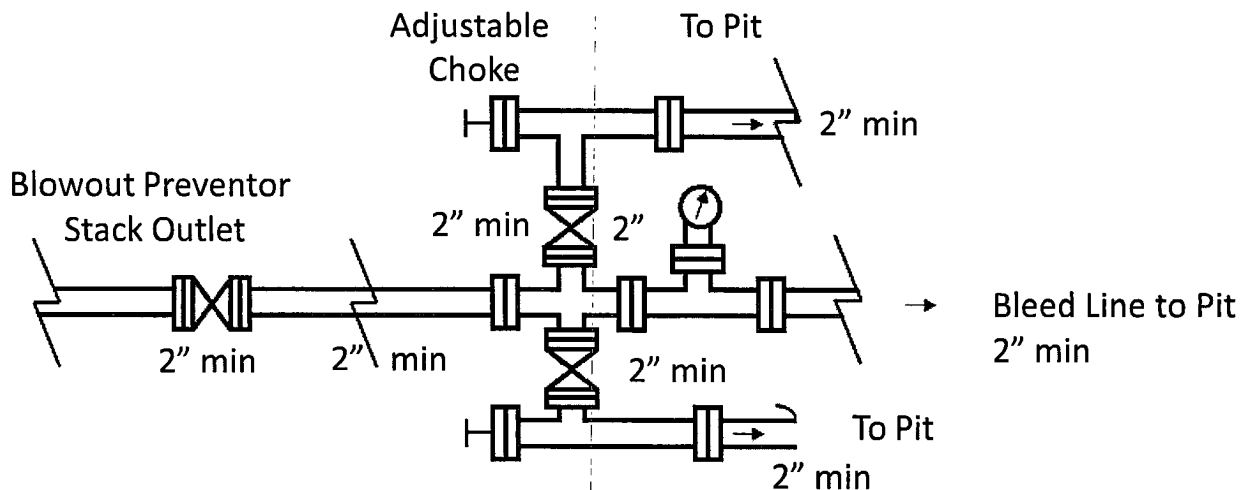 Adjustable
Choke
To Pit
2” min
Blowout Preventor
Stack Outlet
2” min
2”
2” min
2” min
2” min
Bleed Line to Pit
2” min
To Pit
2” min